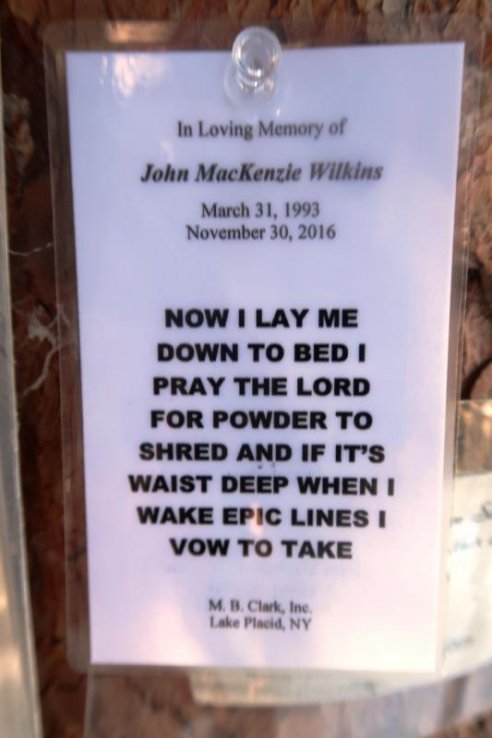 In Loving Memory of
John MacKenzie Wilkins
March 31, 1993
November 30, 2016
NOW I LAY ME
DOWN TO BED I
PRAY THE LORD
FOR POWDER TO
SHRED AND IF IT'S
WAIST DEEP WHEN I
WAKE EPIC LINES I
VOW TO TAKE
M. B. Clark, Inc.
Lake Placid, NY